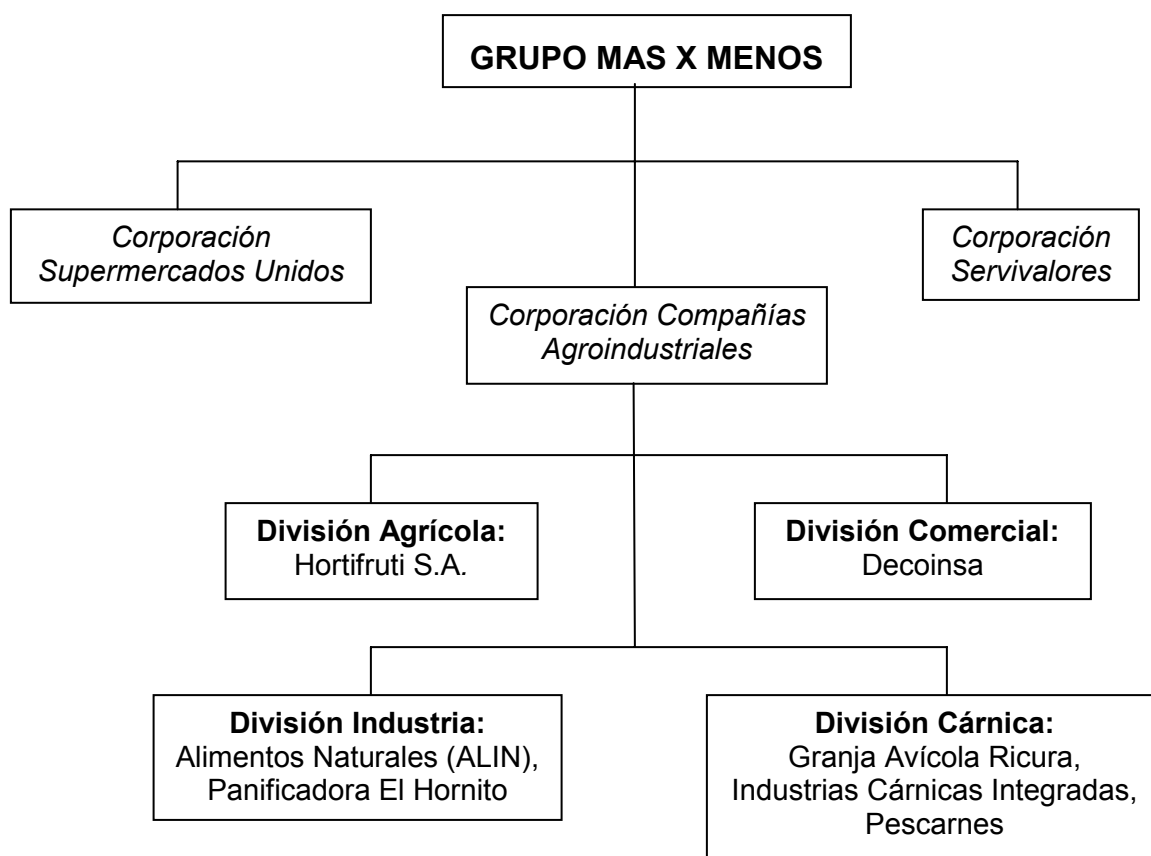 GRUPO MAS X MENOS
Corporación
Supermercados Unidos
Corporación
Servivalores
Corporación Compañías
Agroindustriales
División Agrícola:
Hortifruti S.A.
División Comercial:
Decoinsa
División Industria:
Alimentos Naturales (ALIN),
Panificadora El Hornito
División Cárnica:
Granja Avícola Ricura,
Industrias Cárnicas Integradas,
Pescarnes